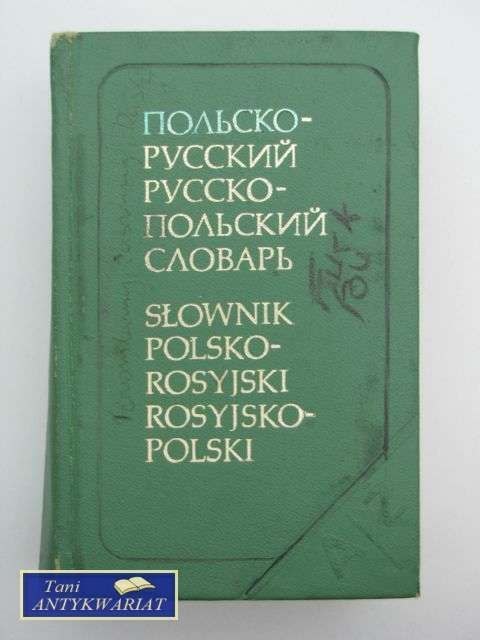 ПОЛЬСКО-
РУССКИЙ
РУССКО-
ПОЛЬСКИЙ
СЛОВАРЬ
SŁOWNIK
POLSKO-
ROSYJSKI
ROSYJSKO-
POLSKI
Tani
ANTYKWARIAT